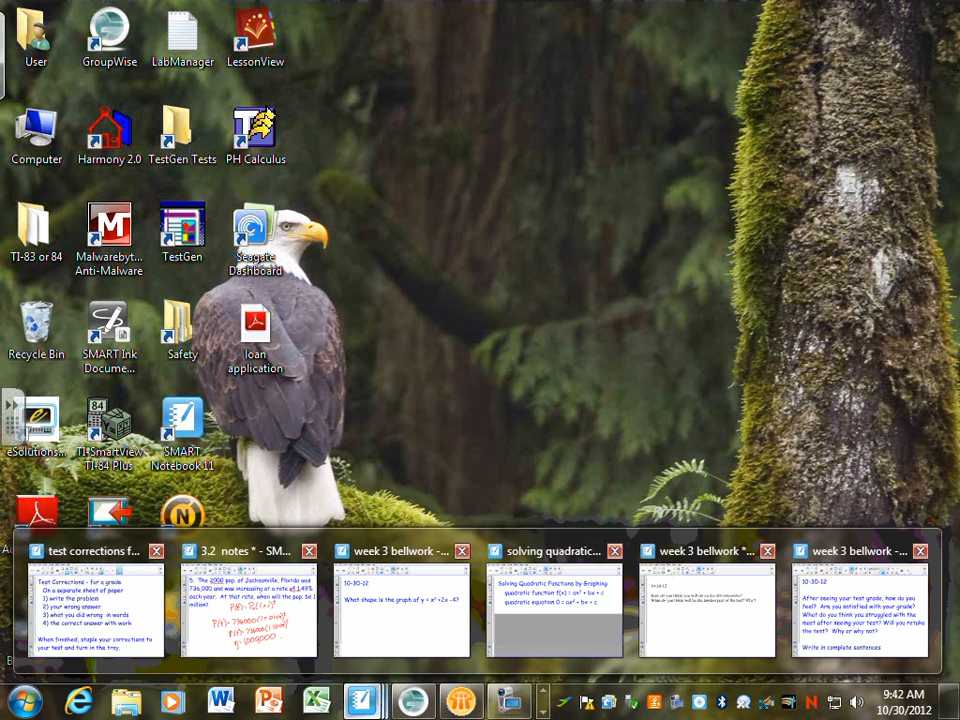 User
GroupWise
LabManager
LessonView
Computer
Harmony 2.0
TestGen Tests
PH Calculus
TI-83 or 84
Malwarebyt...
Anti-Malware
TestGen
Seagate
Dashboard
Recycle Bin
SMART Ink
Docume...
Safety
loan
application
eSolutions...
84
TI-SmartView
TI-84 Plus
SMART
Notebook 11
test corrections f...
3.2 notes * - SM...
week 3 bellwork -...
solving quadratic...
week 3 bellwork *...
week 3 bellwork -...
Test Corrections - for a grade
On a separate sheet of paper
1) write the problem
2) your wrong answer
3) what you did wrong in words
4) the correct answer with work
When finished, staple your corrections to
your test and turn in the tray.
5. The 2000 pop. of Jacksonville, Florida was
736,000 and was increasing at a rate of 1.49%
each year. At that rate, when will the pop. be 1
million?
10-30-12
What shape is the graph of y = x² +2x -4?
Solving Quadratic Functions by Graphing
quadratic function f(x) = ax² + bx + c
quadratic equation 0 = ax² + bx + c
10-30-12
10-30-12
After seeing your test grade, how do you
feel? Are you satisfied with your grade?
What do you think you struggled with the
most after seeing your test? Will you retake
the test? Why or why not?
Write in complete sentences
9:42 AM
10/30/2012